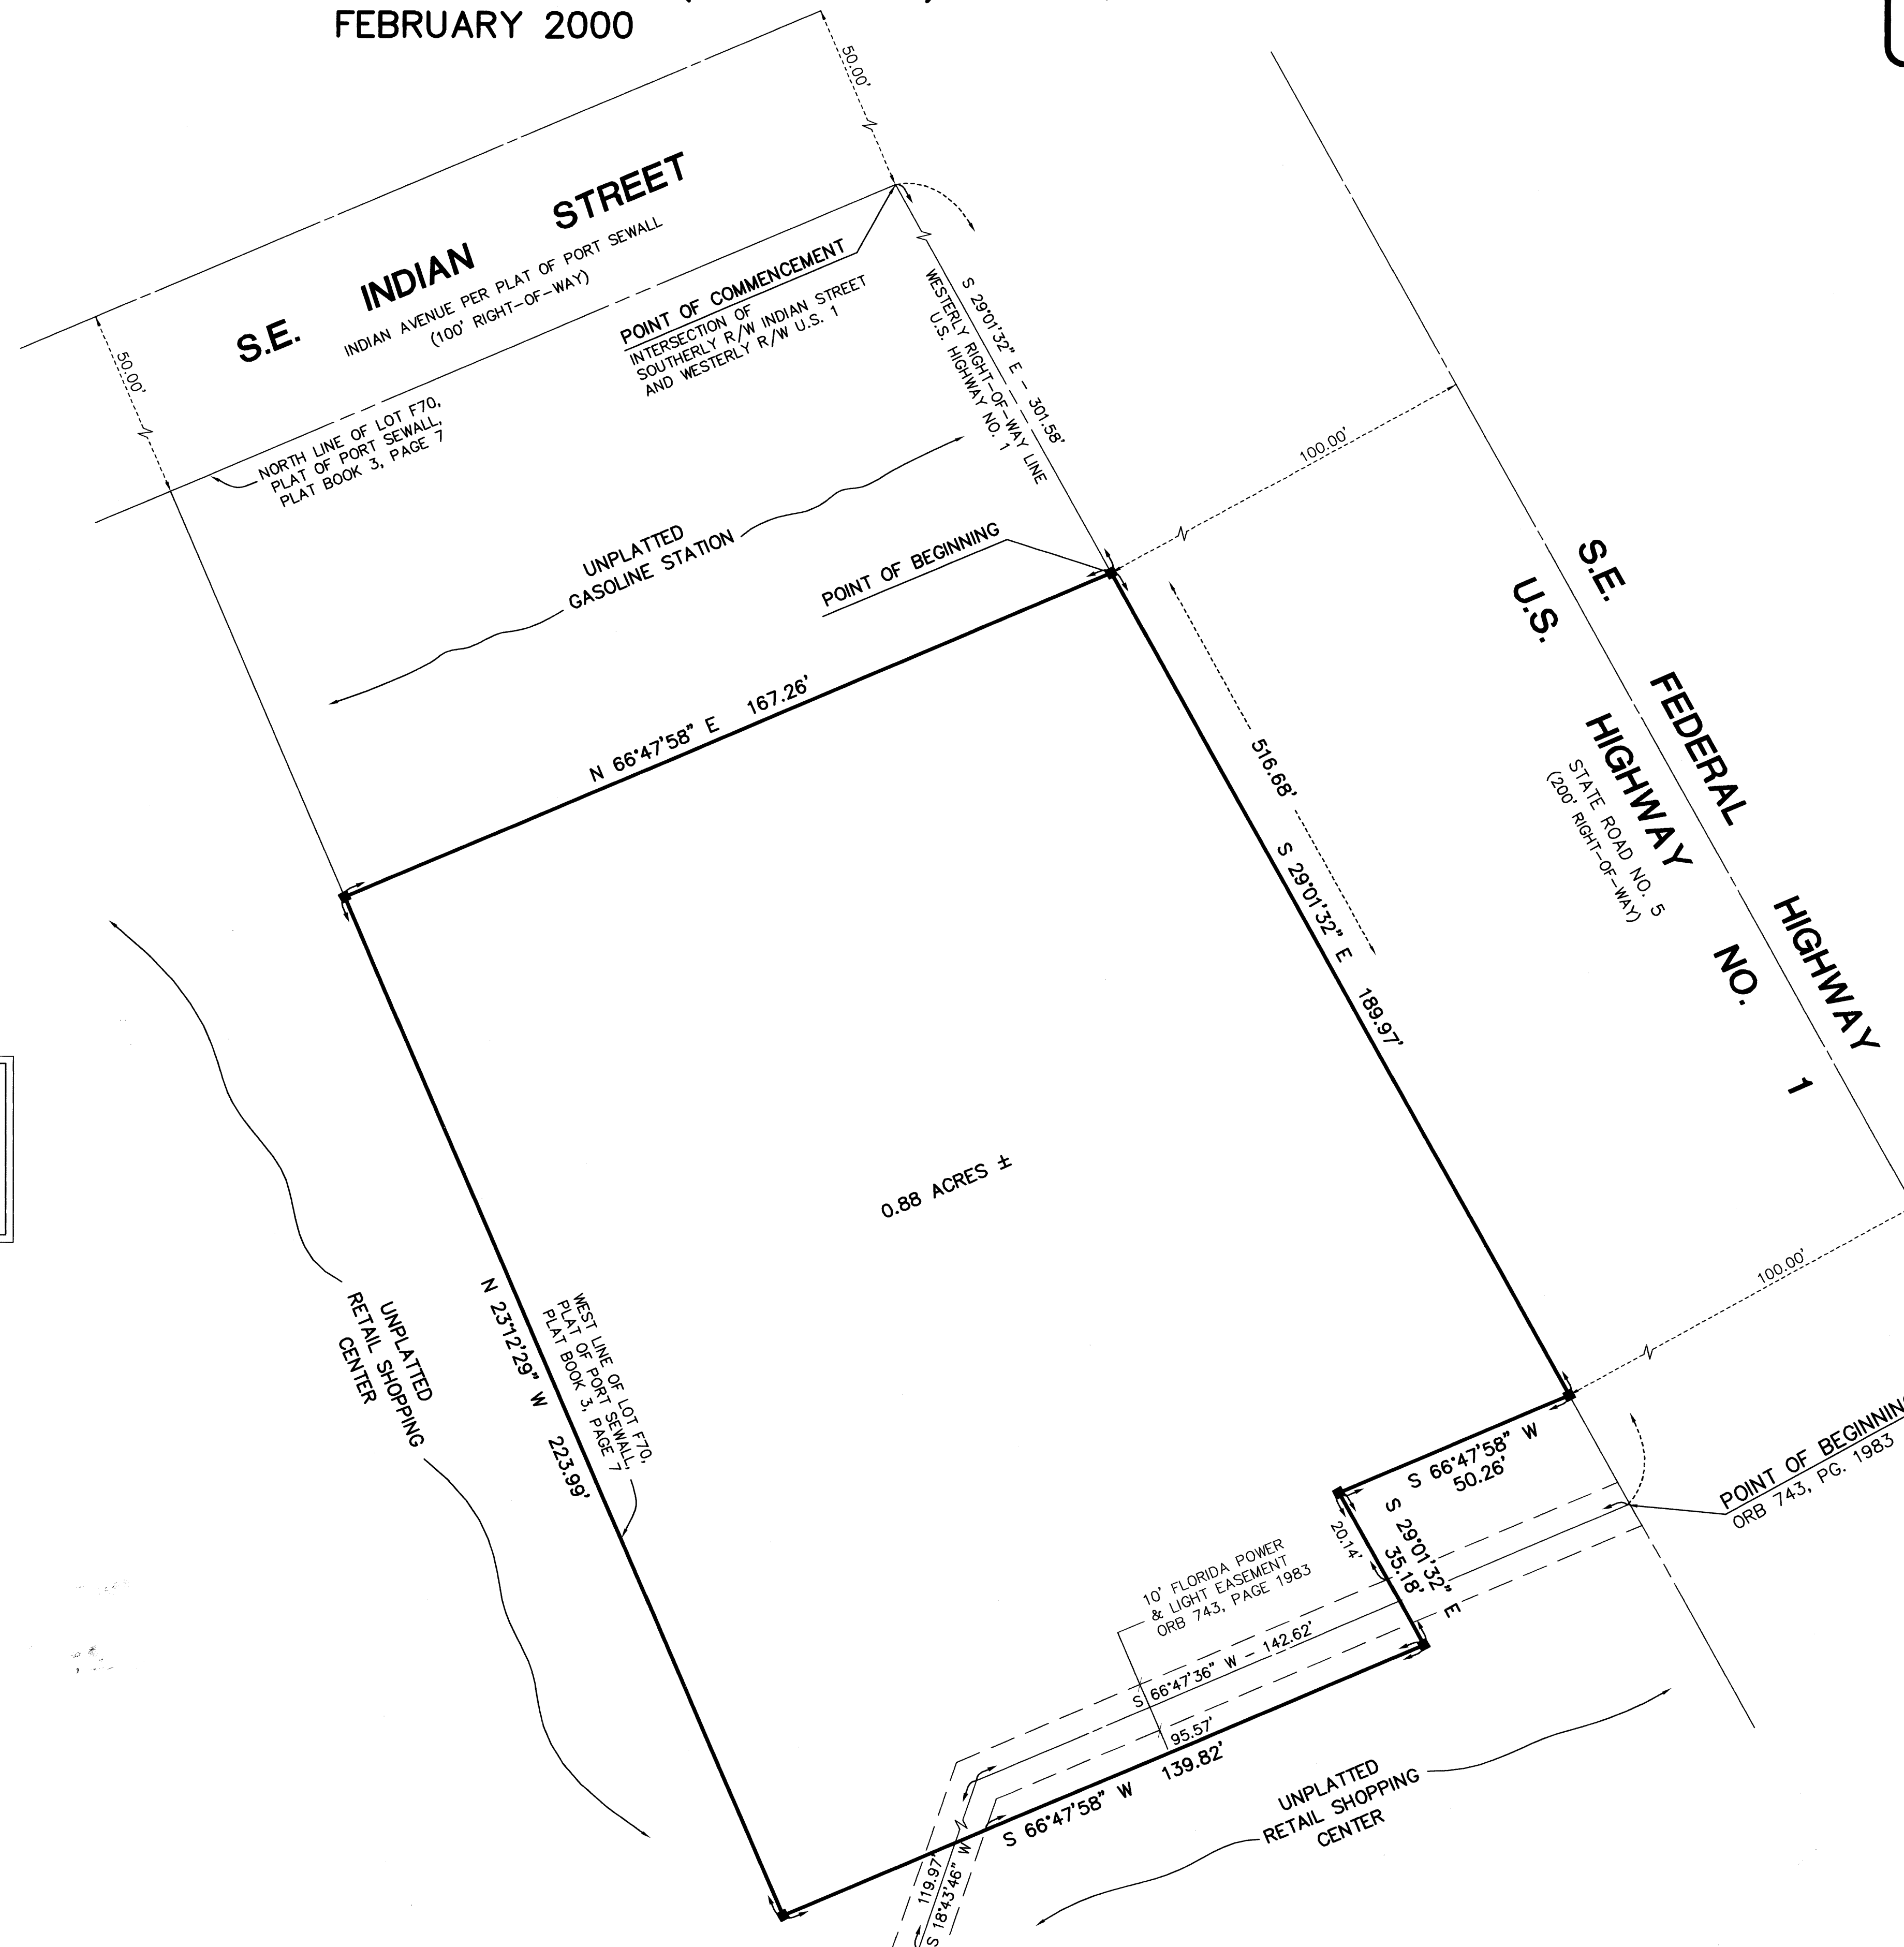 FEBRUARY 2000
50.00'
50.00'
S.E. INDIAN STREET
INDIAN AVENUE PER PLAT OF PORT SEWALL
(100' RIGHT-OF-WAY)
POINT OF COMMENCEMENT
INTERSECTION OF
SOUTHERLY R/W INDIAN STREET
AND WESTERLY R/W U.S. 1
S 29°01'32" E - 301.58'
WESTERLY RIGHT-OF-WAY LINE
U.S. HIGHWAY NO. 1
NORTH LINE OF LOT F70,
PLAT OF PORT SEWALL,
PLAT BOOK 3, PAGE 7
100.00'
UNPLATTED
GASOLINE STATION
POINT OF BEGINNING
S.E. FEDERAL HIGHWAY
U.S. HIGHWAY NO. 1
STATE ROAD NO. 5
(200' RIGHT-OF-WAY)
N 66°47'58" E 167.26'
516.68'
S 29°01'32" E 189.97'
0.88 ACRES ±
100.00'
UNPLATTED
RETAIL SHOPPING
CENTER
N 23°12'29" W 223.99'
WEST LINE OF LOT F70,
PLAT OF PORT SEWALL,
PLAT BOOK 3, PAGE 7
S 66°47'58" W
50.26'
POINT OF BEGINNING
ORB 743, PG. 1983
S 29°01'32" E
35.18'
20.14'
10' FLORIDA POWER
& LIGHT EASEMENT
ORB 743, PAGE 1983
S 66°47'36" W - 142.62'
95.57'
S 66°47'58" W 139.82'
UNPLATTED
RETAIL SHOPPING
CENTER
119.97'
S 18°43'46" W